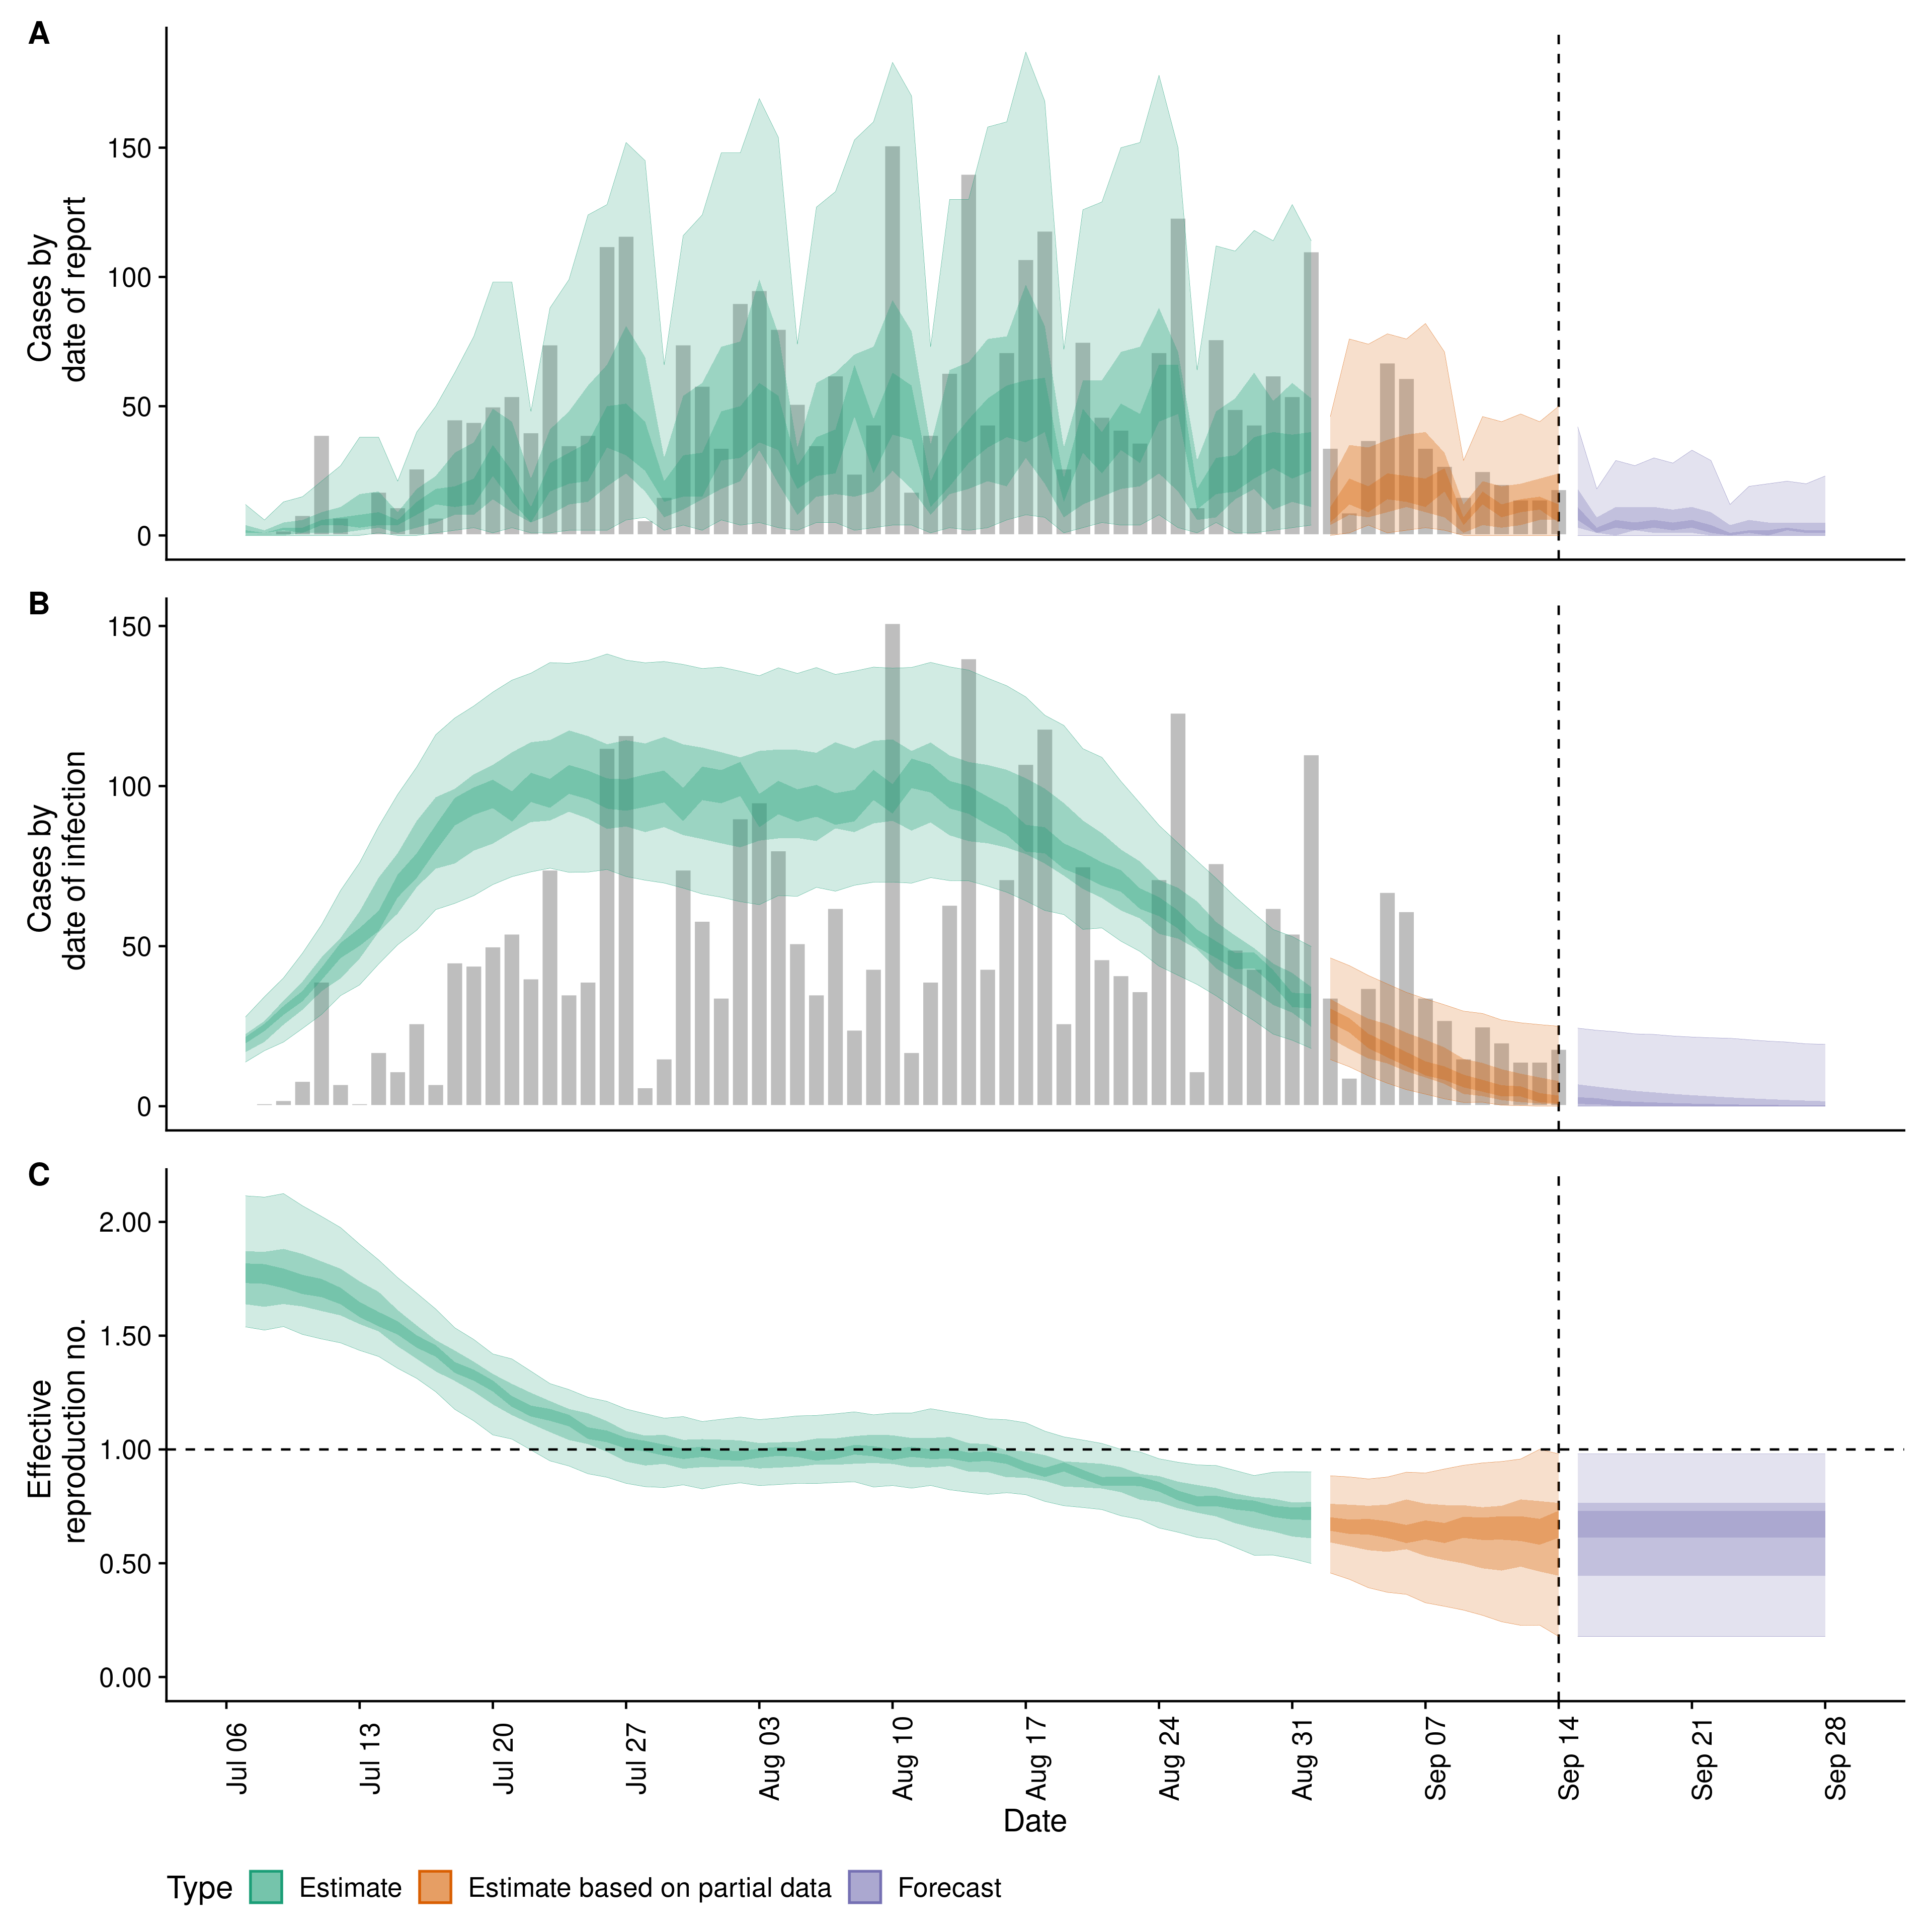 A
Cases by
date of report
150
100
50
0
B
Cases by
date of infection
150
100
50
0
C
Effective
reproduction no.
2.00
1.50
1.00
0.50
0.00
Jul 06
Jul 13
Jul 20
Jul 27
Aug 03
Aug 10
Aug 17
Aug 24
Aug 31
Sep 07
Sep 14
Sep 21
Sep 28
Date
Type Estimate Estimate based on partial data Forecast